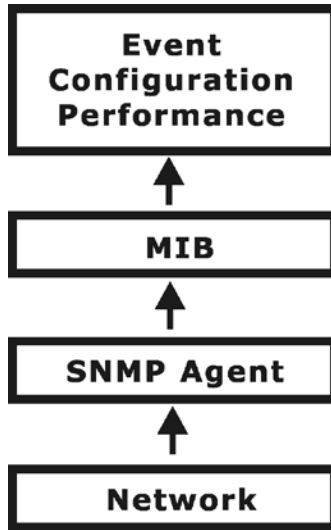 Event
Configuration
Performance
MIB
SNMP Agent
Network